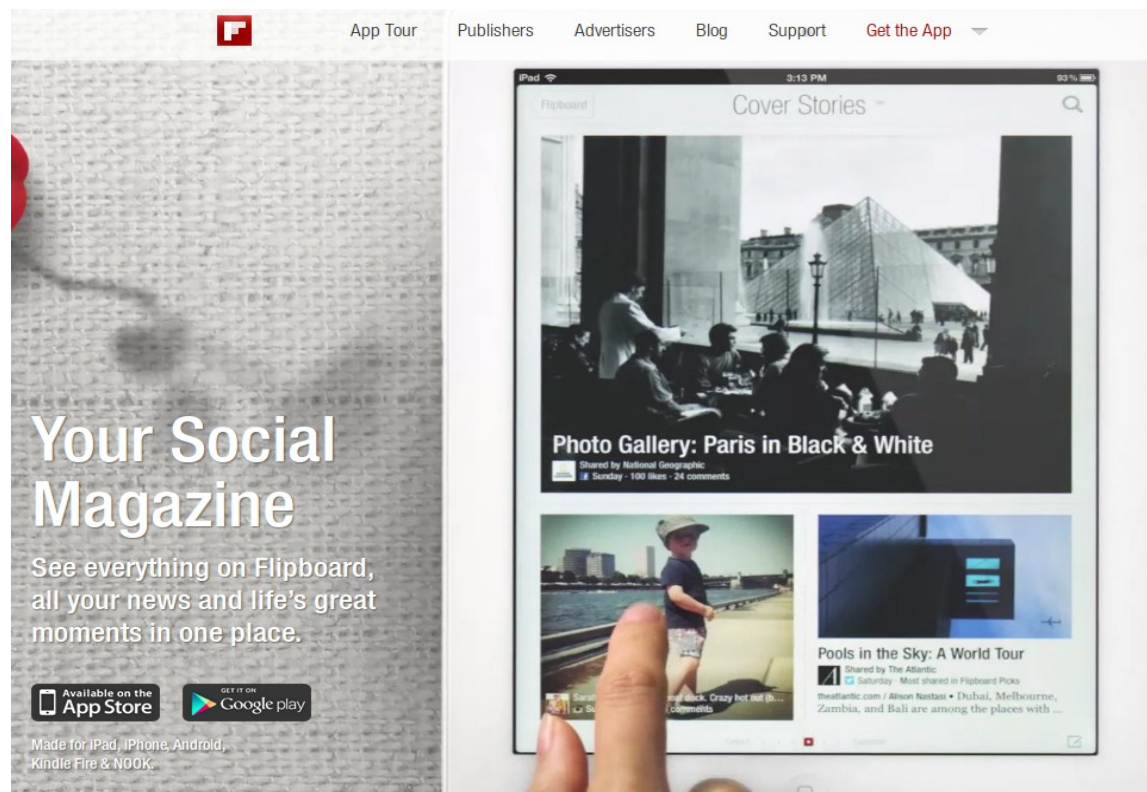 App Tour
Publishers
Advertisers
Blog
Support
Get the App
Your Social
Magazine
See everything on Flipboard,
all your news and life's great
moments in one place.
Available on the
App Store
GET IT ON
Google play
Made for iPad, iPhone, Android,
Kindle Fire & NOOK.
iPad
3:13 PM
93%
Flipboard
Cover Stories
Photo Gallery: Paris in Black & White
Shared by National Geographic
Sunday · 100 likes · 24 comments
dock. Crazy hot out (b...
comments
Pools in the Sky: A World Tour
Shared by The Atlantic
Saturday · Most shared in Flipboard Picks
theatlantic.com / Alison Nastasi • Dubai, Melbourne,
Zambia, and Bali are among the places with ...